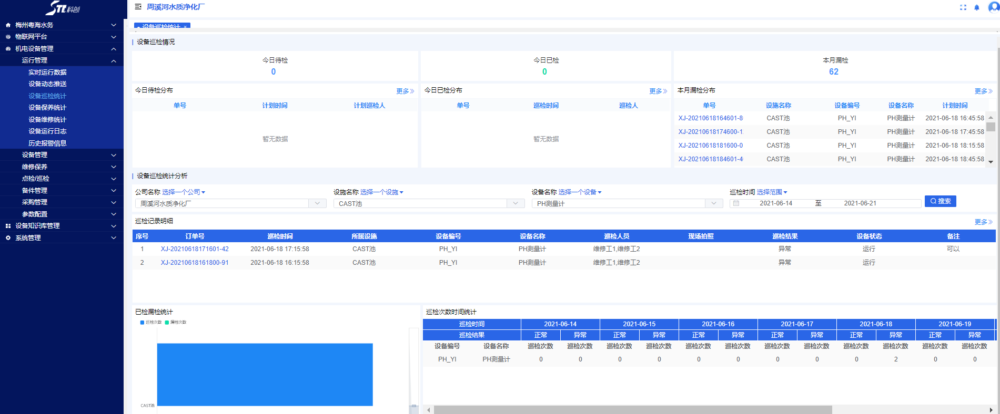 STC科创
周溪河水质净化厂
设备巡检统计 ×
梅州粤海水务
物联网平台
机电设备管理
运行管理
实时运行数据
设备动态推送
设备巡检统计
设备保养统计
设备维修统计
设备运行日志
历史报警信息
设备管理
维修保养
点检/巡检
备件管理
采购管理
参数配置
设备知识库管理
系统管理
设备巡检情况
今日待检 今日已检 本月漏检
0 0 62
今日待检分布 更多
单号 计划时间 计划巡检人
暂无数据
今日已检分布 更多
单号 巡检时间 巡检人
暂无数据
本月漏检分布 更多
单号 设施名称 设备编号 设备名称 计划时间
XJ-20210618164601-8 CAST池 PH_YI PH测量计 2021-06-18 16:45:58
XJ-20210618174600-1 CAST池 PH_YI PH测量计 2021-06-18 17:45:58
XJ-20210618181600-0 CAST池 PH_YI PH测量计 2021-06-18 18:15:58
XJ-20210618184601-4 CAST池 PH_YI PH测量计 2021-06-18 18:45:58
设备巡检统计分析
公司名称 选择一个公司 设施名称 选择一个设施 设备名称 选择一个设备 巡检时间 选择范围
周溪河水质净化厂 CAST池 PH测量计 2021-06-14 至 2021-06-21 搜索
巡检记录明细 更多
序号 订单号 巡检时间 所属设施 设备编号 设备名称 巡检人员 现场拍照 巡检结果 设备状态 备注
1 XJ-20210618171601-42 2021-06-18 17:15:58 CAST池 PH_YI PH测量计 维修工1,维修工2 异常 运行 可以
2 XJ-20210618161800-91 2021-06-18 16:15:58 CAST池 PH_YI PH测量计 维修工1,维修工2 异常 运行
已检漏检统计
巡检次数 漏检次数
CAST池
巡检次数时间统计
巡检时间 2021-06-14 2021-06-15 2021-06-16 2021-06-17 2021-06-18 2021-06-19
巡检结果 正常 异常 正常 异常 正常 异常 正常 异常 正常 异常 正常 异常
设备编号 设备名称 巡检次数 巡检次数 巡检次数 巡检次数 巡检次数 巡检次数 巡检次数 巡检次数 巡检次数 巡检次数 巡检次数 巡检次数
PH_YI PH测量计 0 0 0 0 0 0 0 0 0 2 0 0